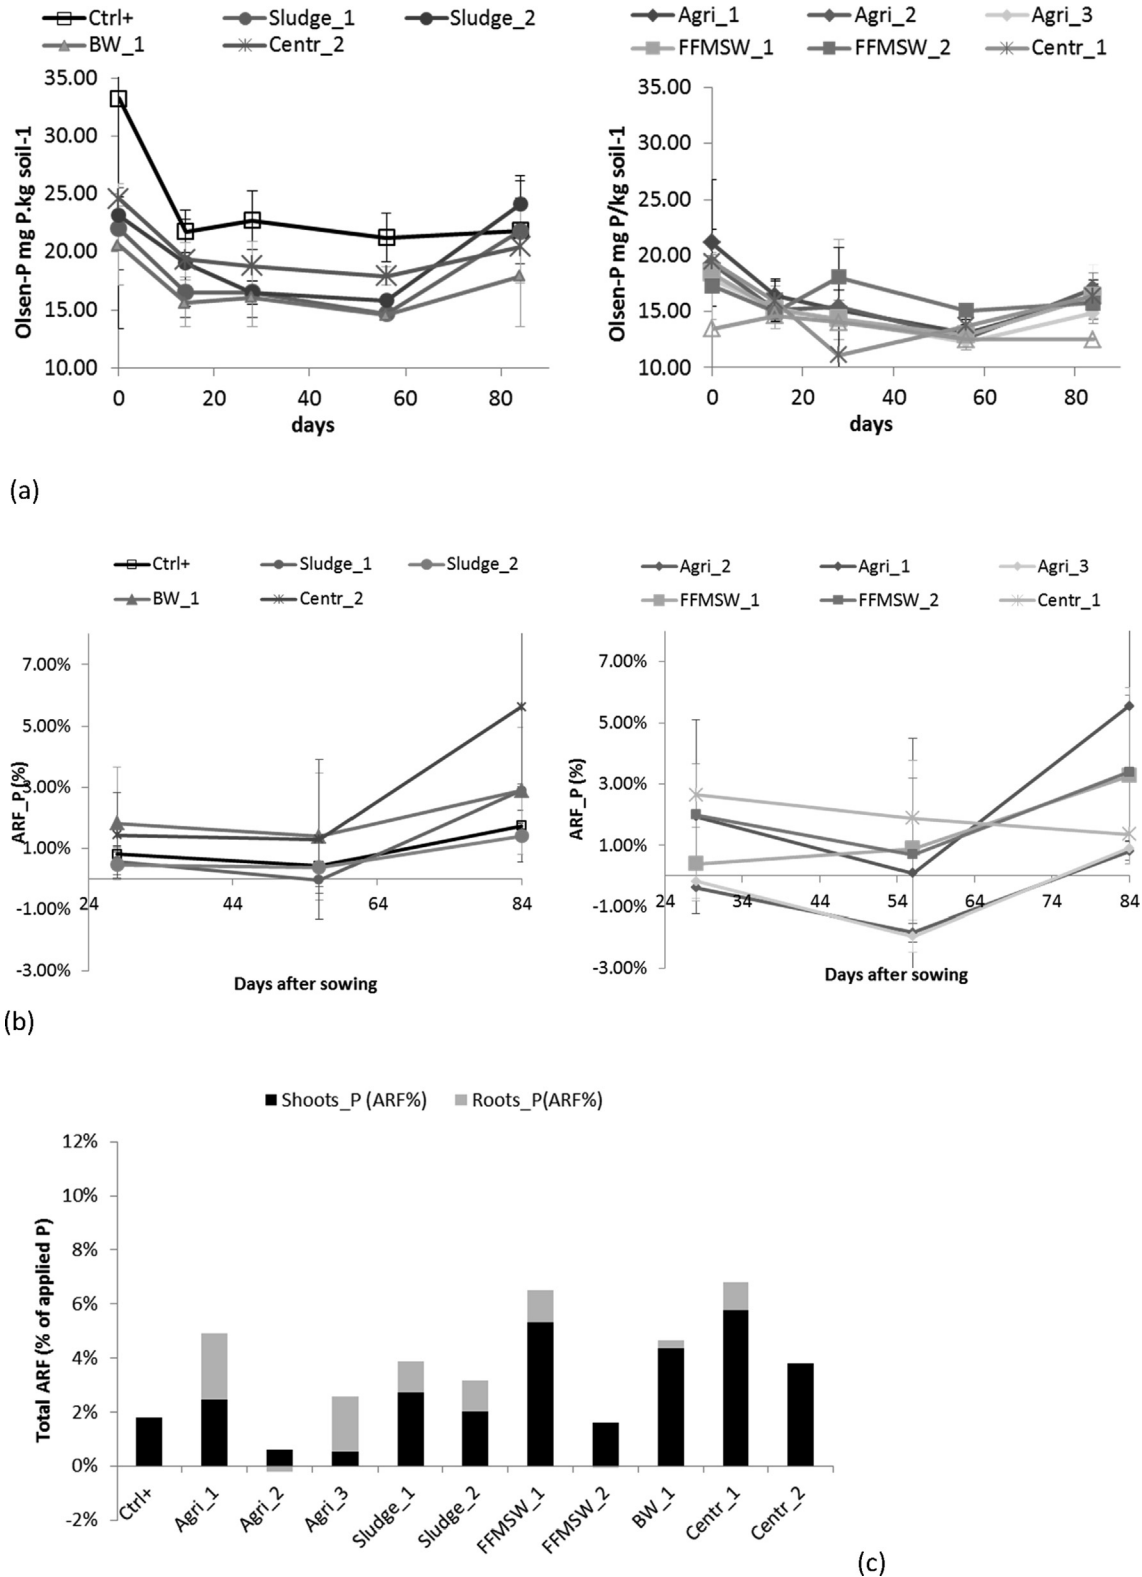 Ctrl+ Sludge_1 Sludge_2
BW_1 Centr_2
35.00
30.00
25.00
20.00
15.00
10.00
Olsen-P mg P.kg soil-1
0 20 40 60 80
days
Agri_1 Agri_2 Agri_3
FFMSW_1 FFMSW_2 Centr_1
35.00
30.00
25.00
20.00
15.00
10.00
Olsen-P mg P/kg soil-1
0 20 40 60 80
days
(a)
Ctrl+ Sludge_1 Sludge_2
BW_1 Centr_2
7.00%
5.00%
3.00%
1.00%
-1.00%
-3.00%
ARF_P (%)
24 44 64 84
Days after sowing
Agri_2 Agri_1 Agri_3
FFMSW_1 FFMSW_2 Centr_1
7.00%
5.00%
3.00%
1.00%
-1.00%
-3.00%
ARF_P (%)
24 34 44 54 64 74 84
Days after sowing
(b)
Shoots_P (ARF%) Roots_P(ARF%)
12%
10%
8%
6%
4%
2%
0%
-2%
Total ARF (% of applied P)
Ctrl+ Agri_1 Agri_2 Agri_3 Sludge_1 Sludge_2 FFMSW_1 FFMSW_2 BW_1 Centr_1 Centr_2
(c)